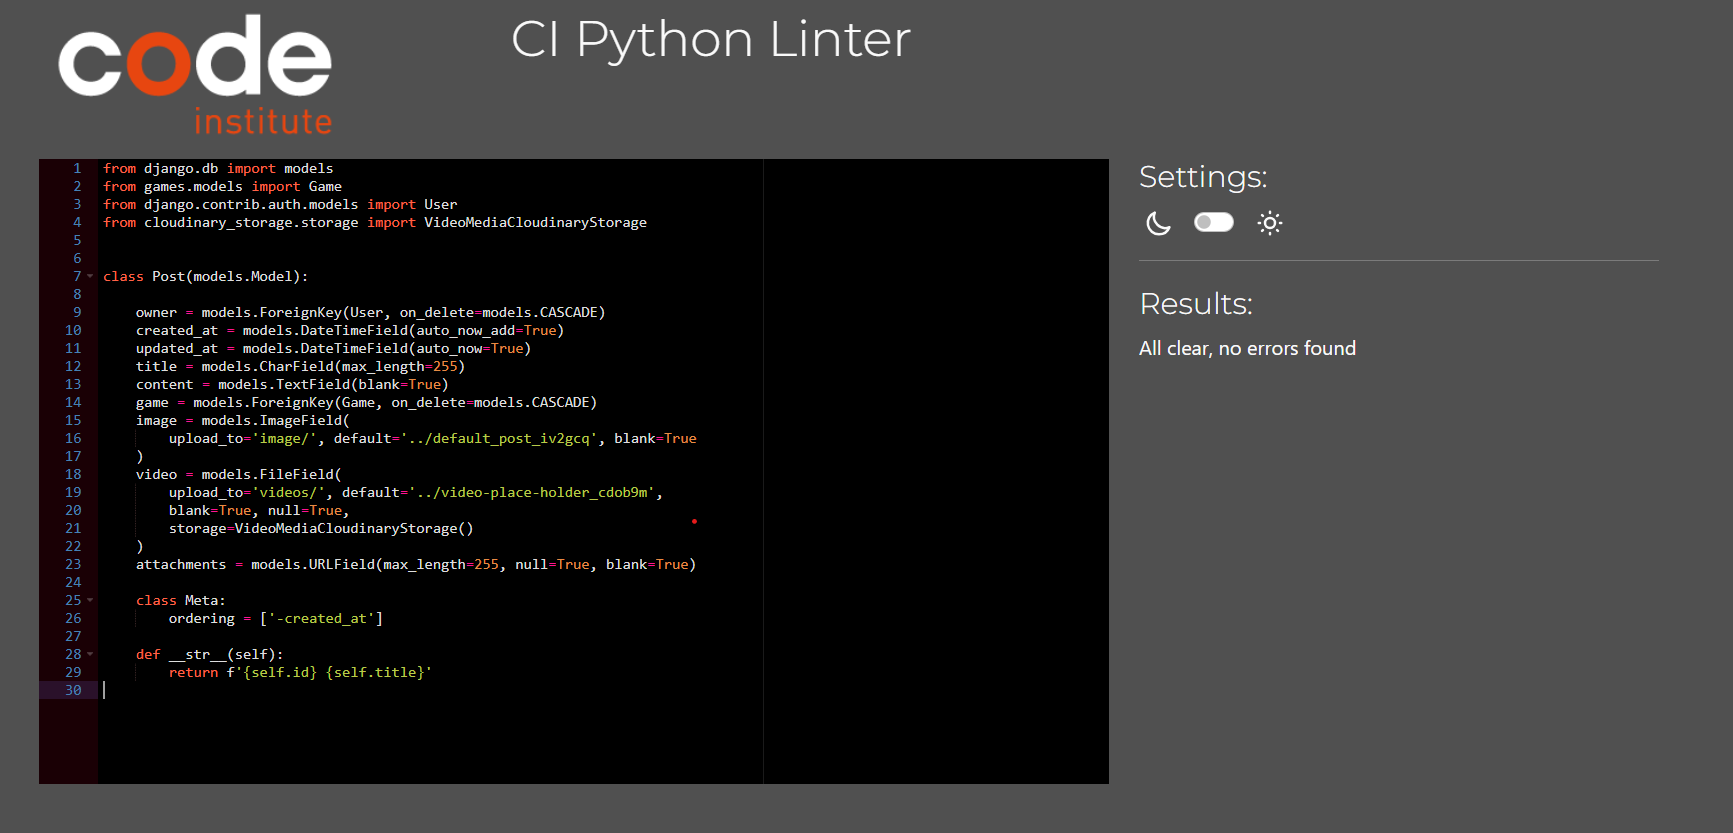 code
institute
CI Python Linter
1 from django.db import models
2 from games.models import Game
3 from django.contrib.auth.models import User
4 from cloudinary_storage.storage import VideoMediaCloudinaryStorage
5
6
7 class Post(models.Model):
8
9     owner = models.ForeignKey(User, on_delete=models.CASCADE)
10     created_at = models.DateTimeField(auto_now_add=True)
11     updated_at = models.DateTimeField(auto_now=True)
12     title = models.CharField(max_length=255)
13     content = models.TextField(blank=True)
14     game = models.ForeignKey(Game, on_delete=models.CASCADE)
15     image = models.ImageField(
16         upload_to='image/', default='../default_post_iv2gcq', blank=True
17     )
18     video = models.FileField(
19         upload_to='videos/', default='../video-place-holder_cdob9m',
20         blank=True, null=True,
21         storage=VideoMediaCloudinaryStorage()
22     )
23     attachments = models.URLField(max_length=255, null=True, blank=True)
24
25     class Meta:
26         ordering = ['-created_at']
27
28     def __str__(self):
29         return f'{self.id} {self.title}'
30
Settings:
Results:
All clear, no errors found